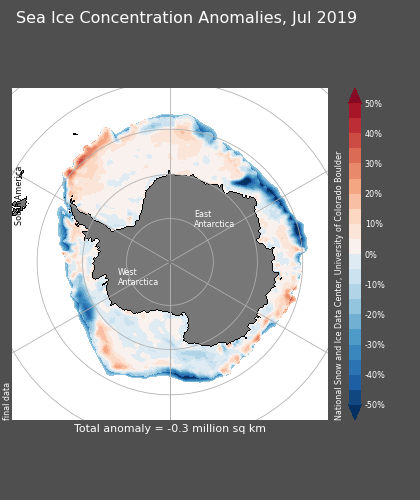 Sea Ice Concentration Anomalies, Jul 2019
South America
East
Antarctica
West
Antarctica
50%
40%
30%
20%
10%
0%
-10%
-20%
-30%
-40%
-50%
National Snow and Ice Data Center, University of Colorado Boulder
final data
Total anomaly = -0.3 million sq km